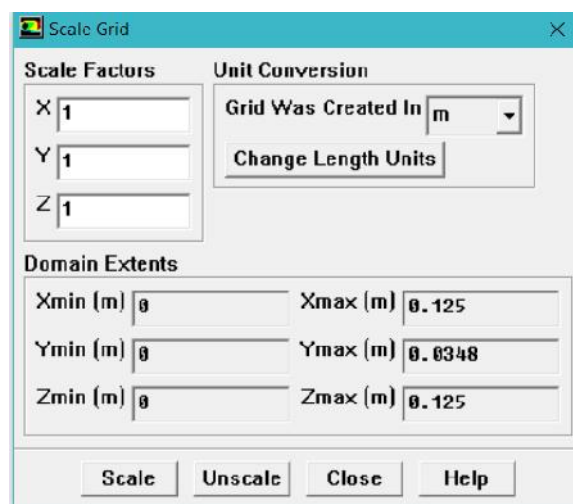 Scale Grid
Scale Factors
X 1
Y 1
Z 1
Unit Conversion
Grid Was Created In m
Change Length Units
Domain Extents
Xmin (m) 0 Xmax (m) 0.125
Ymin (m) 0 Ymax (m) 0.0348
Zmin (m) 0 Zmax (m) 0.125
Scale Unscale Close Help